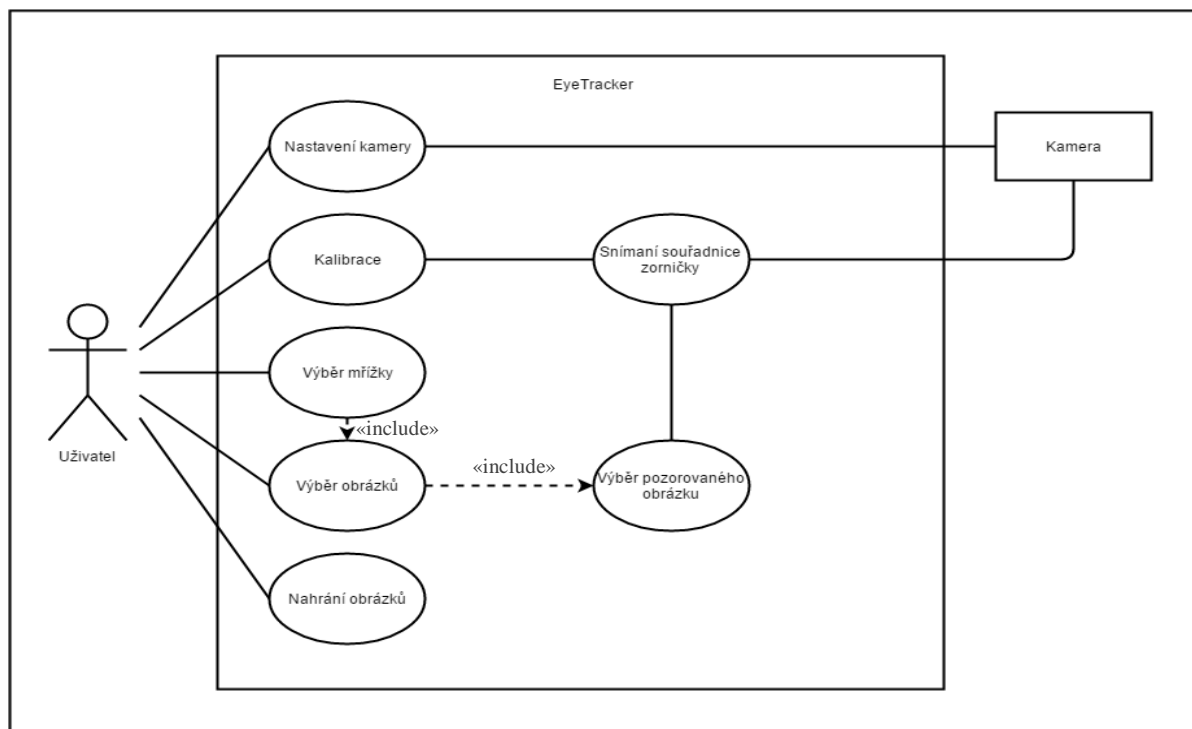 EyeTracker
Nastavení kamery
Kamera
Kalibrace
Snímaní souřadnice
zorničky
Výběr mřížky
«include»
Uživatel
Výběr obrázků
«include»
Výběr pozorovaného
obrázku
Nahrání obrázků